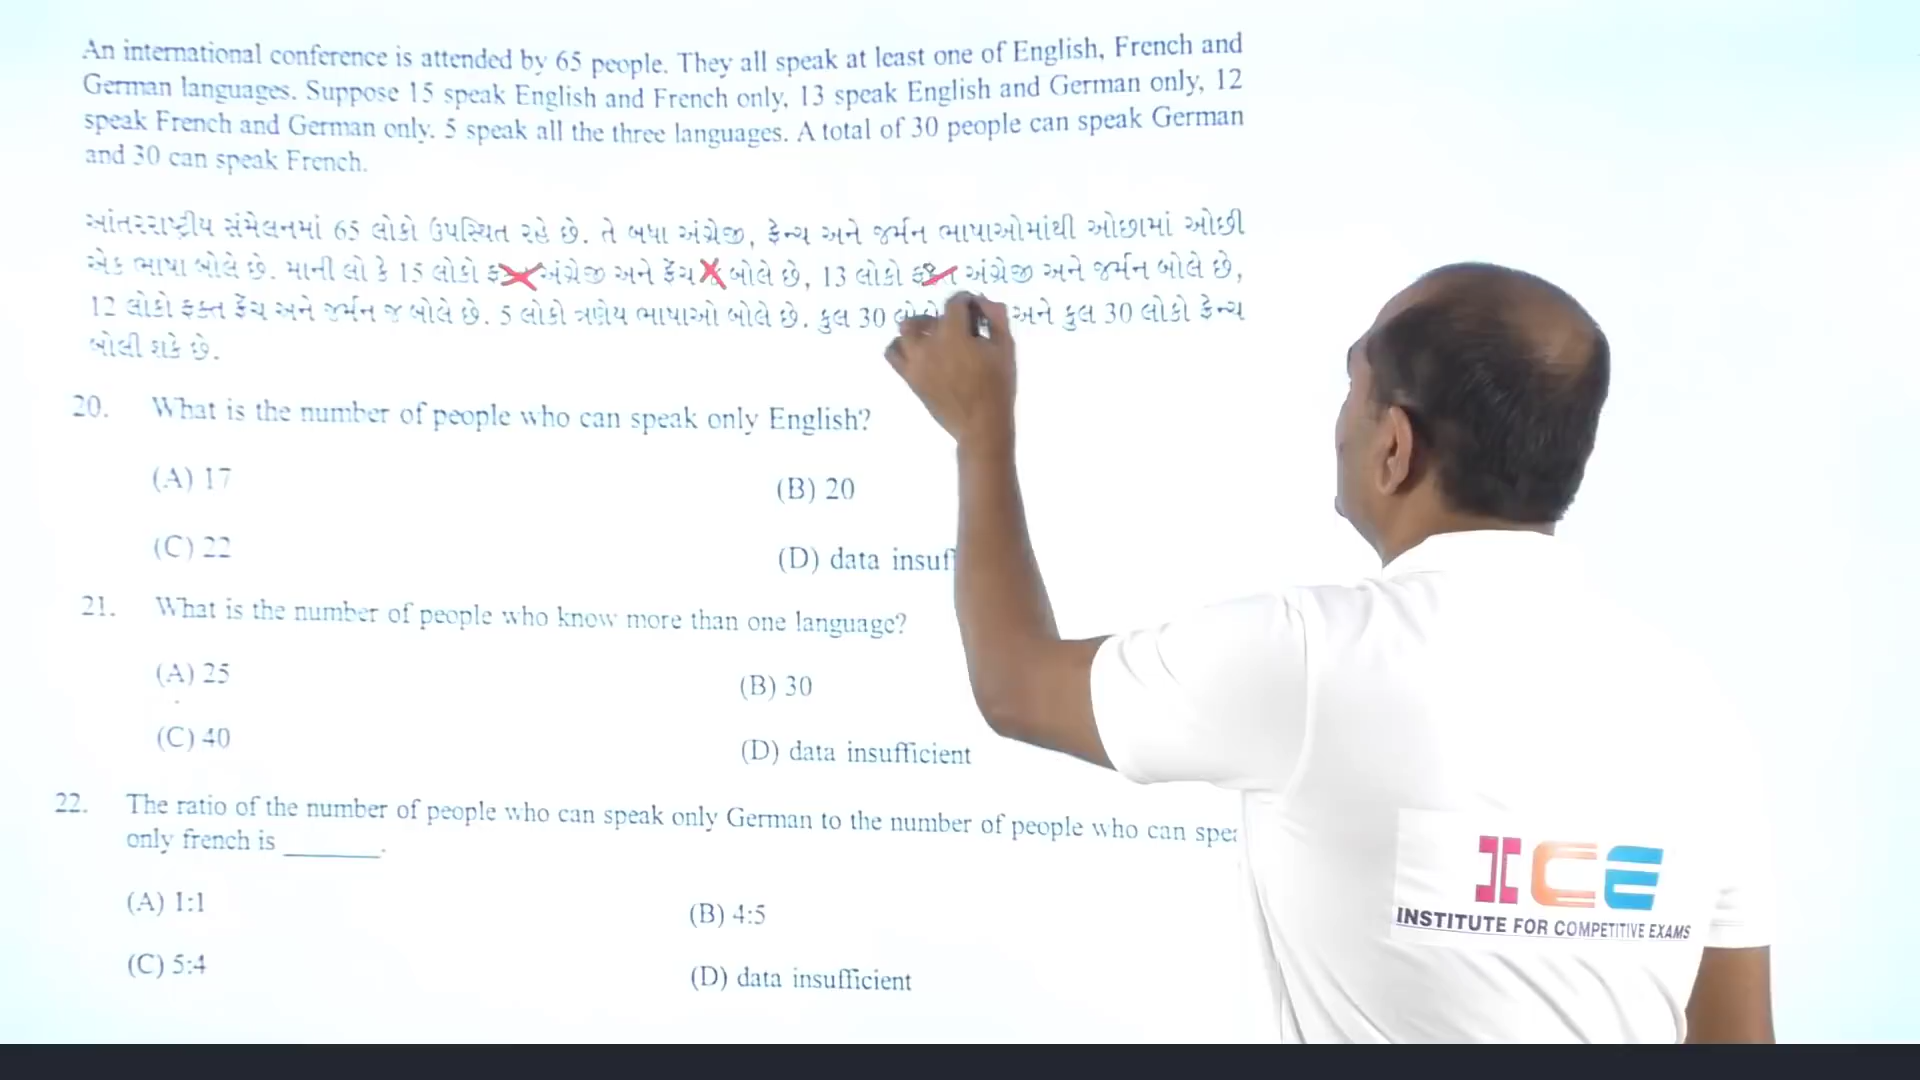 An international conference is attended by 65 people. They all speak at least one of English, French and
German languages. Suppose 15 speak English and French only, 13 speak English and German only, 12
speak French and German only. 5 speak all the three languages. A total of 30 people can speak German
and 30 can speak French.
આંતરરાષ્ટ્રીય સંમેલનમાં 65 લોકો ઉપસ્થિત રહે છે. તે બધા અંગ્રેજી, ફ્રેન્ચ અને જર્મન ભાષાઓમાંથી ઓછામાં ઓછી
એક ભાષા બોલે છે. માની લો કે 15 લોકો અંગ્રેજી અને ફ્રેંચ બોલે છે, 13 લોકો ફક્ત અંગ્રેજી અને જર્મન બોલે છે,
12 લોકો ફક્ત ફ્રેંચ અને જર્મન જ બોલે છે. 5 લોકો ત્રણેય ભાષાઓ બોલે છે. કુલ 30 અને કુલ 30 લોકો ફ્રેન્ચ
બોલી શકે છે.
20. What is the number of people who can speak only English?
(A) 17 (B) 20
(C) 22 (D) data
21. What is the number of people who know more than one language?
(A) 25 (B) 30
(C) 40 (D) data insufficient
22. The ratio of the number of people who can speak only German to the number of people who can
only french is ______.
(A) 1:1 (B) 4:5
(C) 5:4 (D) data insufficient
ICE
INSTITUTE FOR COMPETITIVE EXAMS